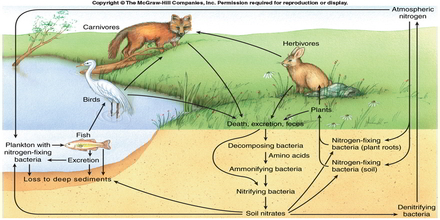 Copyright © The McGraw-Hill Companies, Inc. Permission required for reproduction or display.
Atmospheric
nitrogen
Carnivores
Herbivores
Birds
Plants
Death, excretion, feces
Fish
Plankton with
nitrogen-fixing
bacteria
Excretion
Loss to deep sediments
Decomposing bacteria
Amino acids
Ammonifying bacteria
Nitrifying bacteria
Soil nitrates
Nitrogen-fixing
bacteria
(plant roots)
Nitrogen-fixing
bacteria (soil)
Denitrifying
bacteria